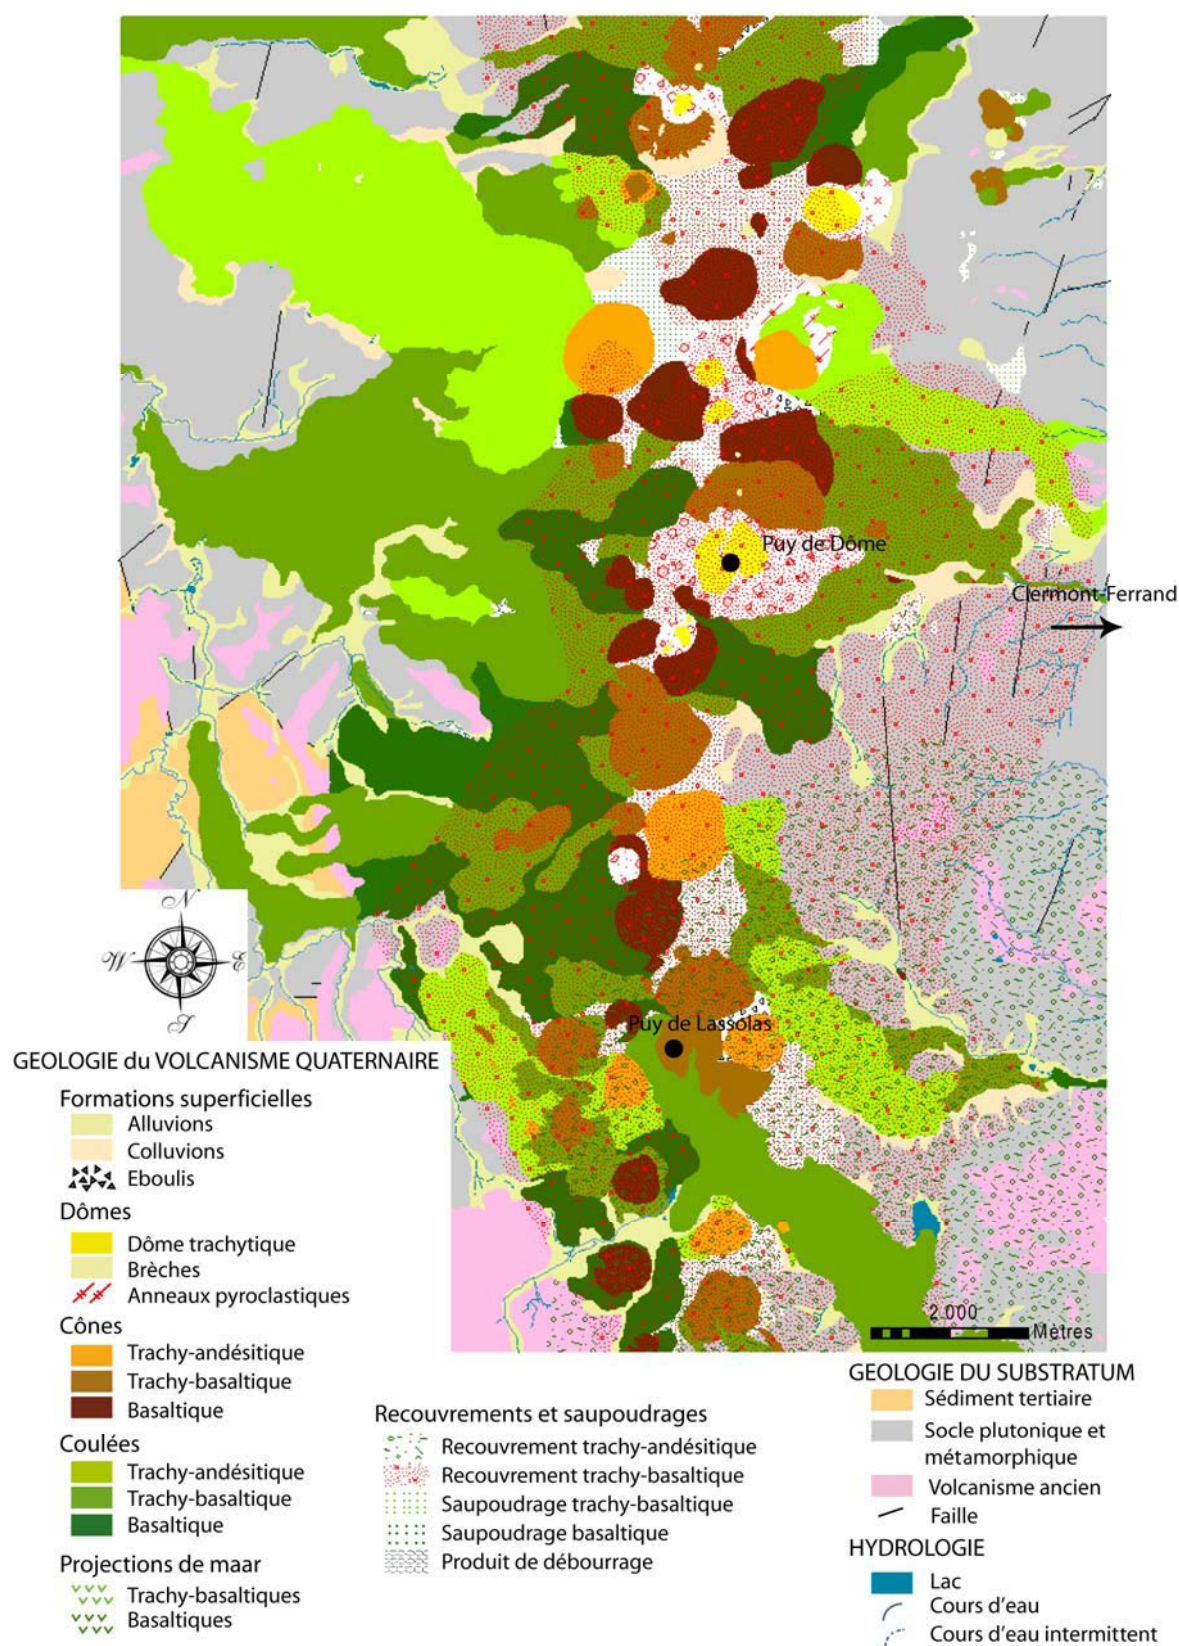 Puy de Dôme
Clermont-Ferrand
N
W
E
S
Puy de Lassolas
2 000
Mètres
GEOLOGIE du VOLCANISME QUATERNAIRE
Formations superficielles
Alluvions
Colluvions
Eboulis
Dômes
Dôme trachytique
Brèches
Anneaux pyroclastiques
Cônes
Trachy-andésitique
Trachy-basaltique
Basaltique
Coulées
Trachy-andésitique
Trachy-basaltique
Basaltique
Projections de maar
Trachy-basaltiques
Basaltiques
Recouvrements et saupoudrages
Recouvrement trachy-andésitique
Recouvrement trachy-basaltique
Saupoudrage trachy-basaltique
Saupoudrage basaltique
Produit de débourrage
GEOLOGIE DU SUBSTRATUM
Sédiment tertiaire
Socle plutonique et
métamorphique
Volcanisme ancien
Faille
HYDROLOGIE
Lac
Cours d'eau
Cours d'eau intermittent